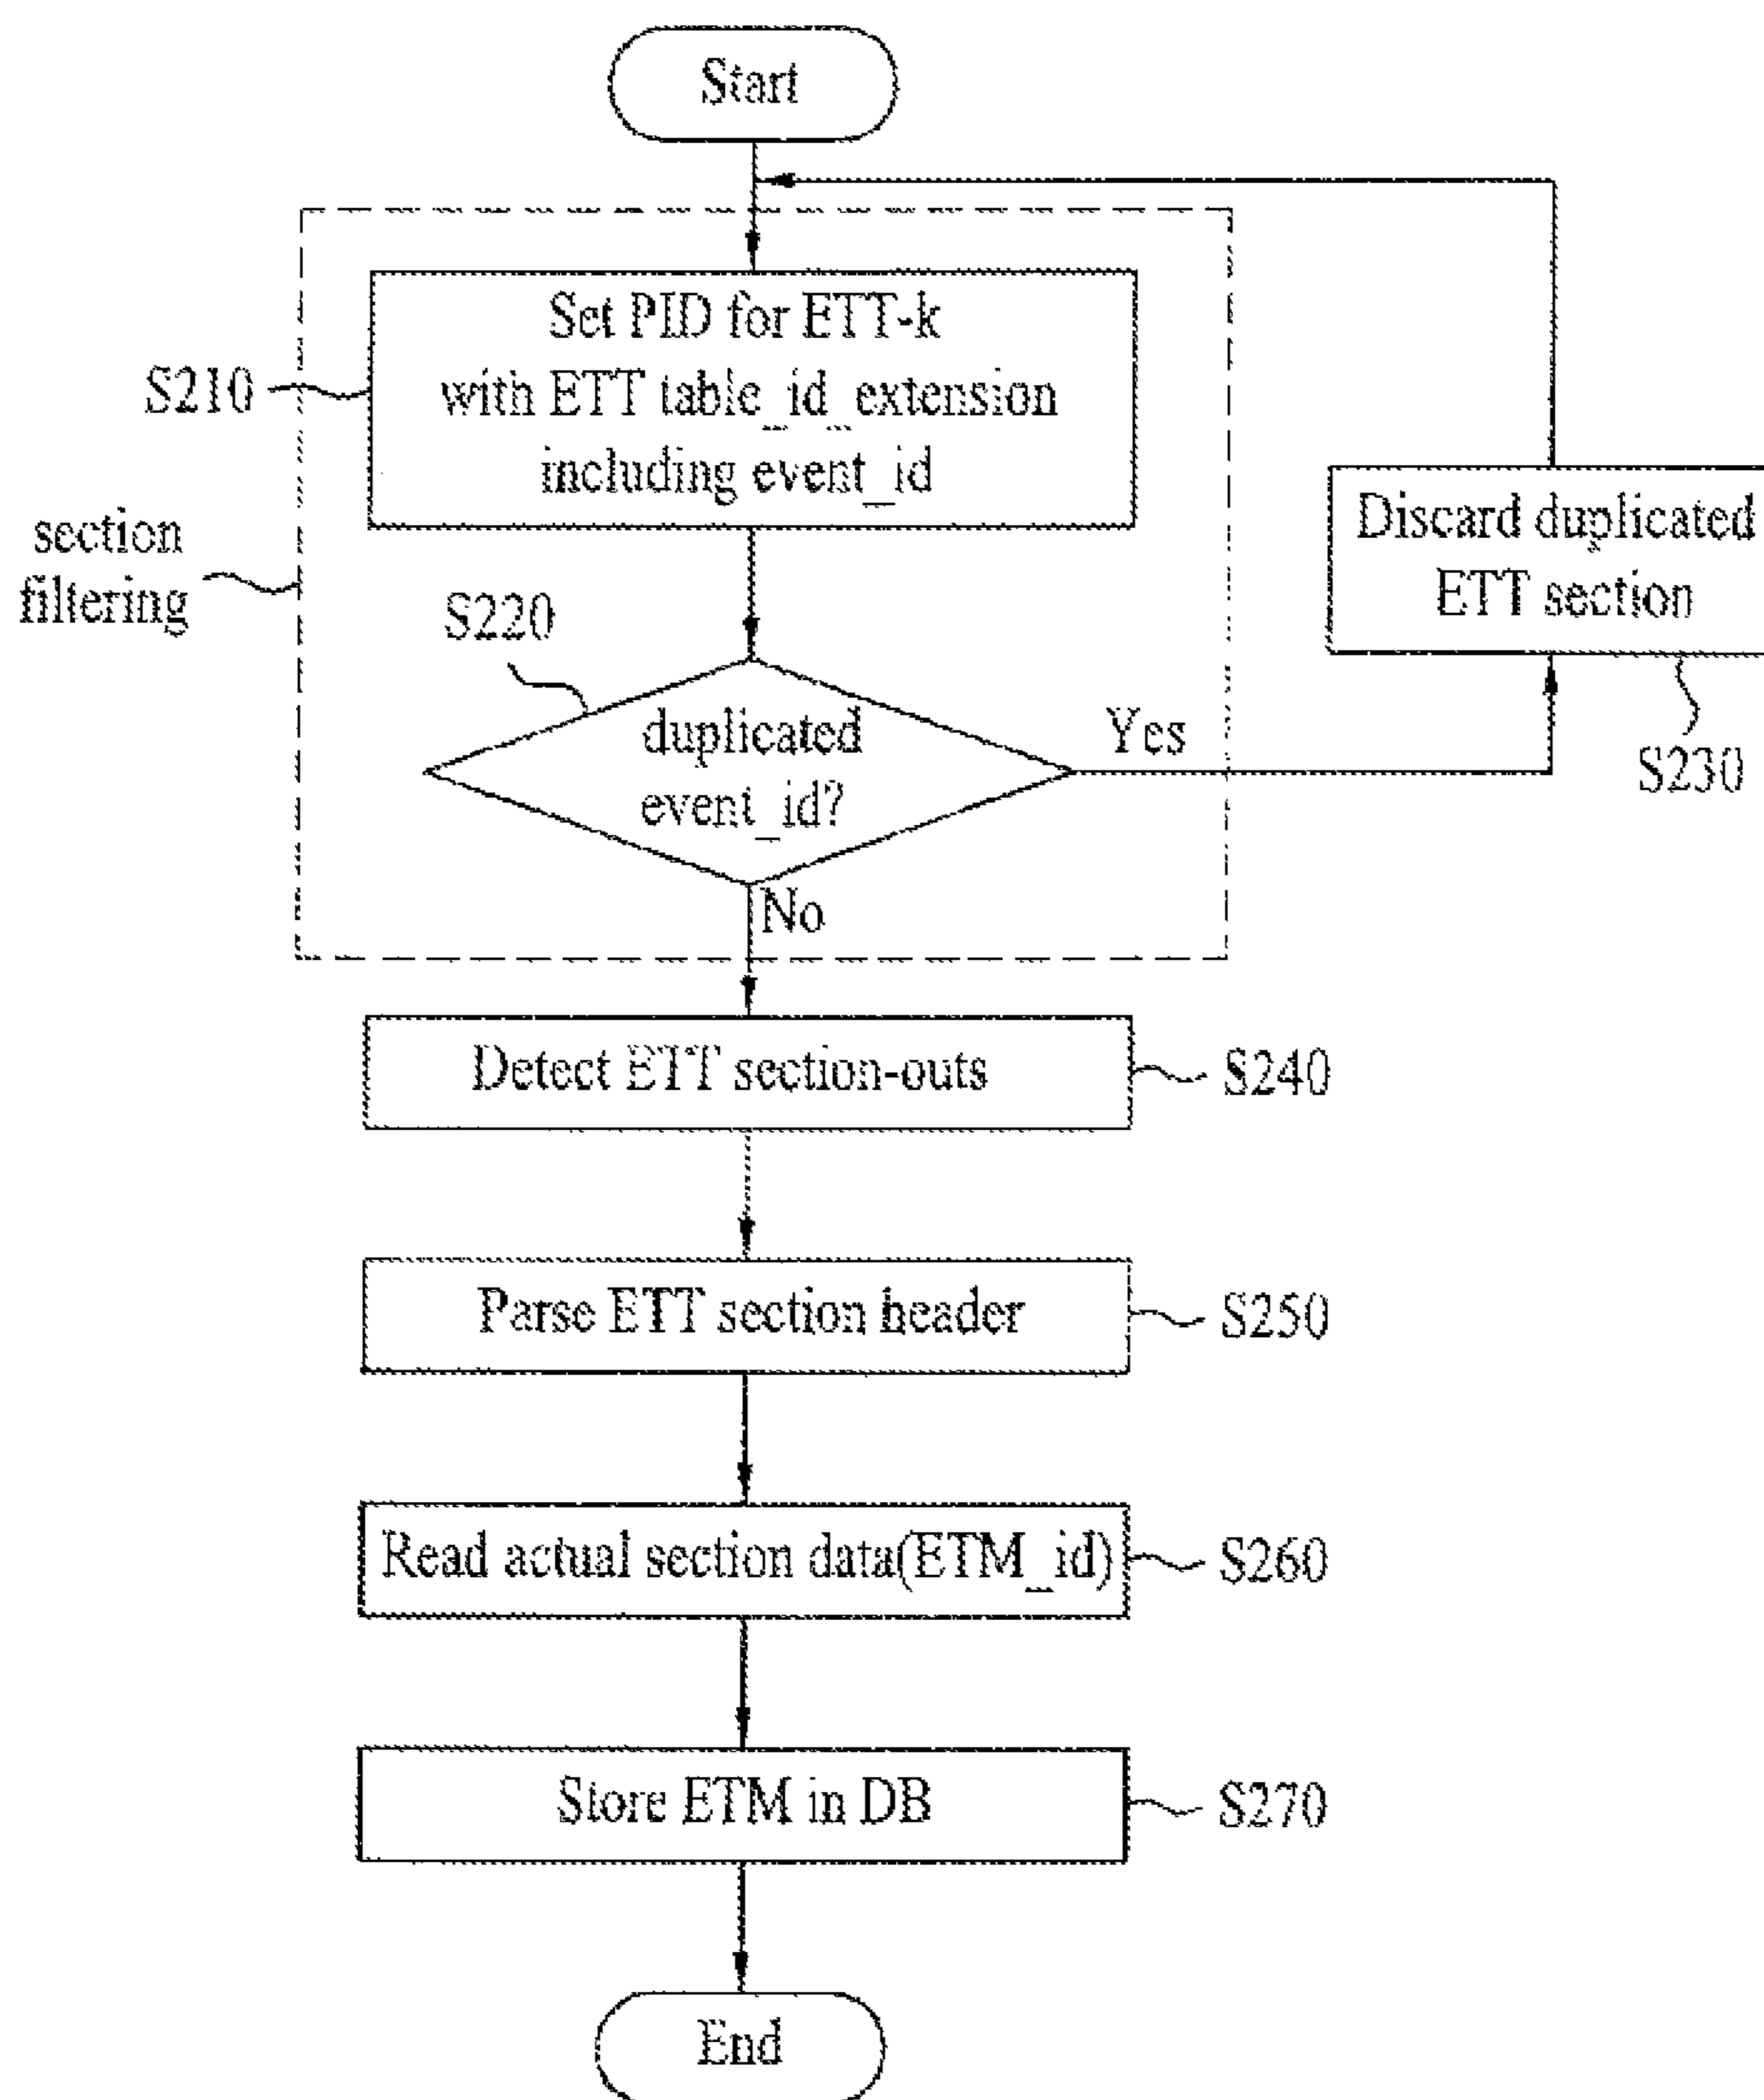 Start
Set PID for ETT-k
with ETT table_id_extension
including event_id
S210
section
filtering
Discard duplicated
ETT section
S230
S220
duplicated
event_id?
Yes
No
Detect ETT section-outs
S240
Parse ETT section header
S250
Read actual section data(ETM_id)
S260
Store ETM in DB
S270
End